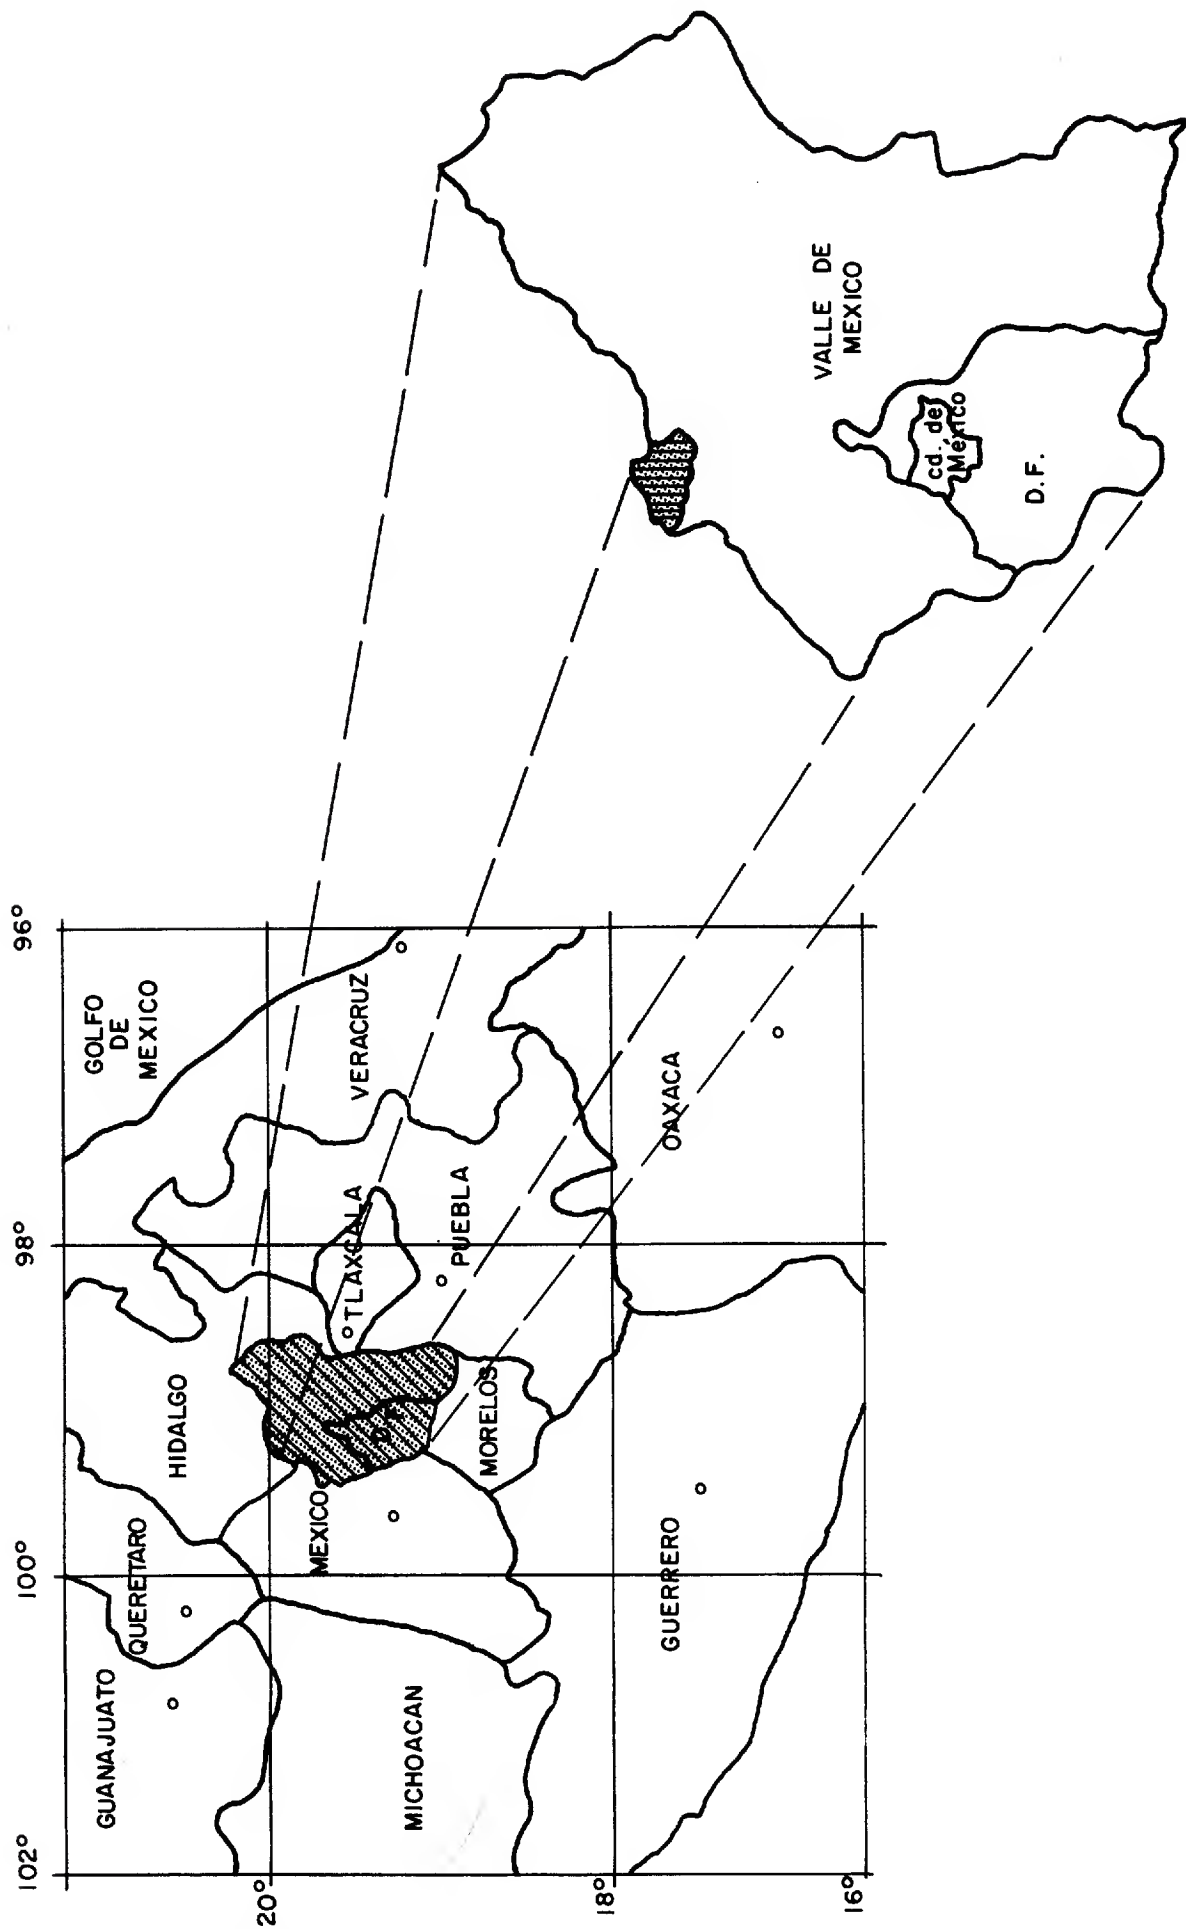 102°
100°
98°
96°
20°
18°
16°
GUANAJUATO
QUERETARO
HIDALGO
GOLFO
DE
MEXICO
MICHOACAN
MEXICO
D.F.
TLAXCALA
VERACRUZ
MORELOS
PUEBLA
GUERRERO
OAXACA
VALLE DE
MEXICO
cd. de
México
D.F.